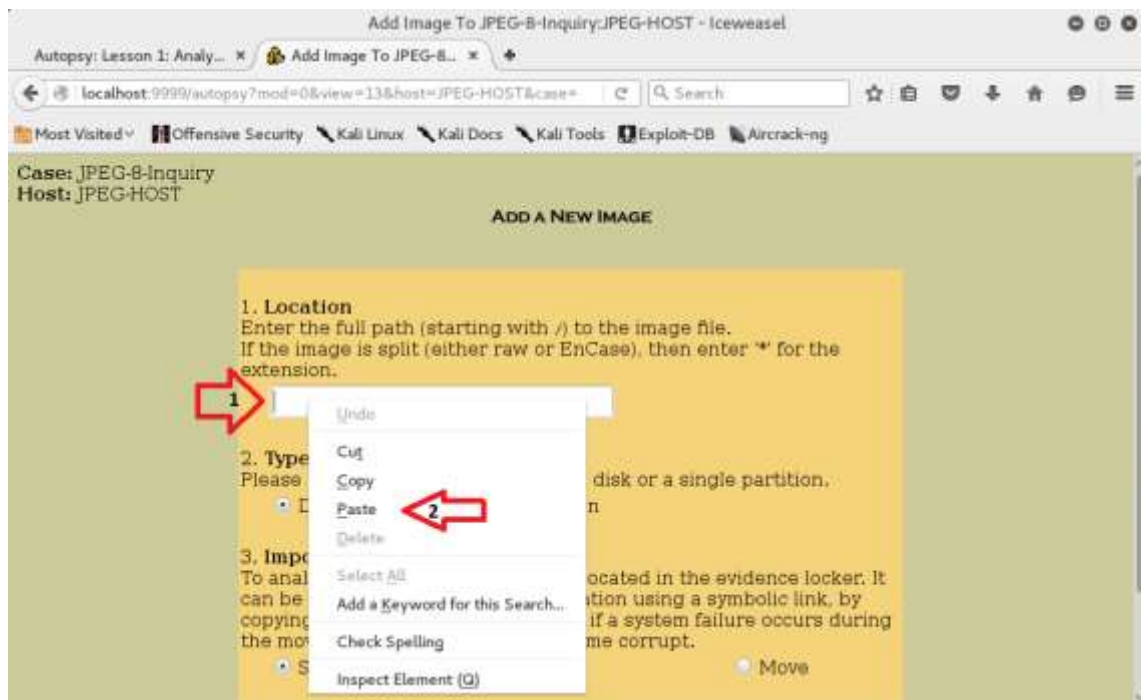 Add Image To JPEG-8-Inquiry:JPEG-HOST - Iceweasel
Autopsy: Lesson 1: Analy... × Add Image To JPEG-8... ×
localhost:9999/autopsy?mod=0&view=13&host=JPEG-HOST&case= Search
Most Visited Offensive Security Kali Linux Kali Docs Kali Tools Exploit-DB Aircrack-ng
Case: JPEG-8-Inquiry
Host: JPEG-HOST
ADD A NEW IMAGE
1. Location
Enter the full path (starting with /) to the image file.
If the image is split (either raw or EnCase), then enter '*' for the
extension.
1
Undo
Cut
2. Type
Please Copy disk or a single partition.
Paste 2
Delete
3. Impo
To anal Select All ocated in the evidence locker. It
can be Add a Keyword for this Search... tion using a symbolic link, by
copying if a system failure occurs during
the mov Check Spelling me corrupt.
S Move
Inspect Element (Q)